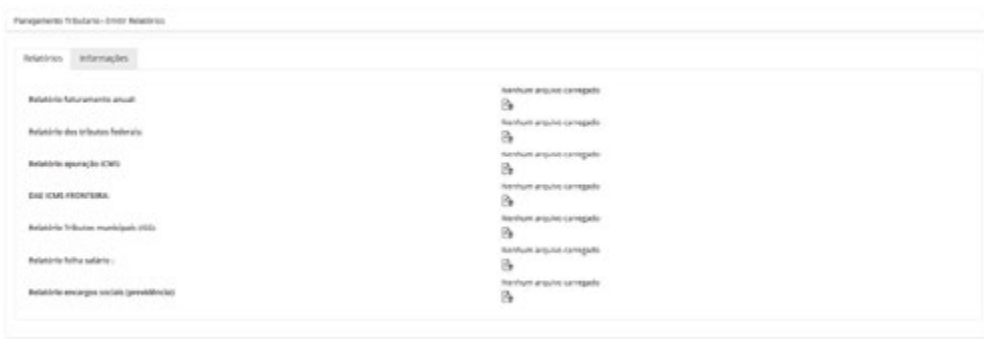 Planejamento Tributário - Emitir Relatórios
Relatórios Informações
Relatório faturamento anual:
Nenhum arquivo carregado
Relatório dos tributos federais:
Nenhum arquivo carregado
Relatório apuração ICMS:
Nenhum arquivo carregado
DAE ICMS FRONTEIRA:
Nenhum arquivo carregado
Relatório Tributos municipais (ISS):
Nenhum arquivo carregado
Relatório folha salário :
Nenhum arquivo carregado
Relatório encargos sociais (previdência):
Nenhum arquivo carregado